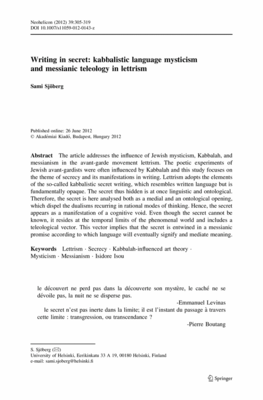 Neohelicon (2012) 39:305–319
DOI 10.1007/s11059-012-0143-z
Writing in secret: kabbalistic language mysticism
and messianic teleology in lettrism
Sami Sjöberg
Published online: 26 June 2012
© Akadémiai Kiadó, Budapest, Hungary 2012
Abstract The article addresses the influence of Jewish mysticism, Kabbalah, and
messianism in the avant-garde movement lettrism. The poetic experiments of
Jewish avant-gardists were often influenced by Kabbalah and this study focuses on
the theme of secrecy and its manifestations in writing. Lettrism adopts the elements
of the so-called kabbalistic secret writing, which resembles written language but is
fundamentally opaque. The secret thus hidden is at once linguistic and ontological.
Therefore, the secret is here analysed both as a medial and an ontological opening,
which dispel the dualisms recurring in rational modes of thinking. Hence, the secret
appears as a manifestation of a cognitive void. Even though the secret cannot be
known, it resides at the temporal limits of the phenomenal world and includes a
teleological vector. This vector implies that the secret is entwined in a messianic
promise according to which language will eventually signify and mediate meaning.
Keywords Lettrism · Secrecy · Kabbalah-influenced art theory ·
Mysticism · Messianism · Isidore Isou
le découvert ne perd pas dans la découverte son mystère, le caché ne se
dévoile pas, la nuit ne se disperse pas.
-Emmanuel Levinas
le secret n'est pas inerte dans la limite; il est l'instant du passage à travers
cette limite : transgression, ou transcendance ?
-Pierre Boutang
S. Sjöberg (✉)
University of Helsinki, Eerikinkatu 33 A 19, 00180 Helsinki, Finland
e-mail: sami.sjoberg@helsinki.fi
Springer